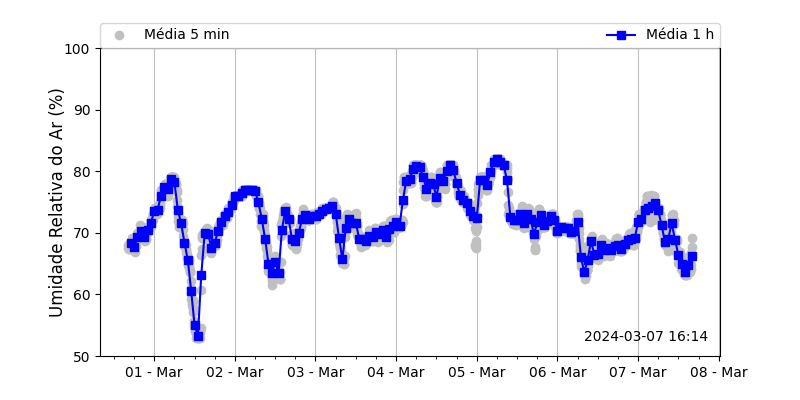 Média 5 min
Média 1 h
Umidade Relativa do Ar (%)
100
90
80
70
60
50
2024-03-07 16:14
01 - Mar
02 - Mar
03 - Mar
04 - Mar
05 - Mar
06 - Mar
07 - Mar
08 - Mar